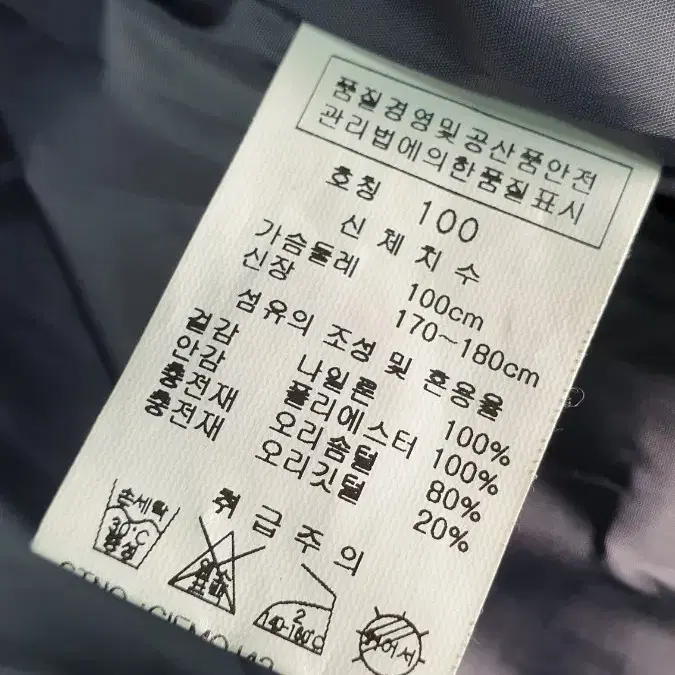 품질경영및공산품안전
관리법에의한품질표시
호칭 100
신체치수
가슴둘레 100cm
신장 170~180cm
섬유의 조성 및 혼용율
겉감 나일론 100%
안감 폴리에스터 100%
충전재 오리솜털 80%
충전재 오리깃털 20%
취급주의
손세탁
30℃
중성
염소
표백
2
140-160℃